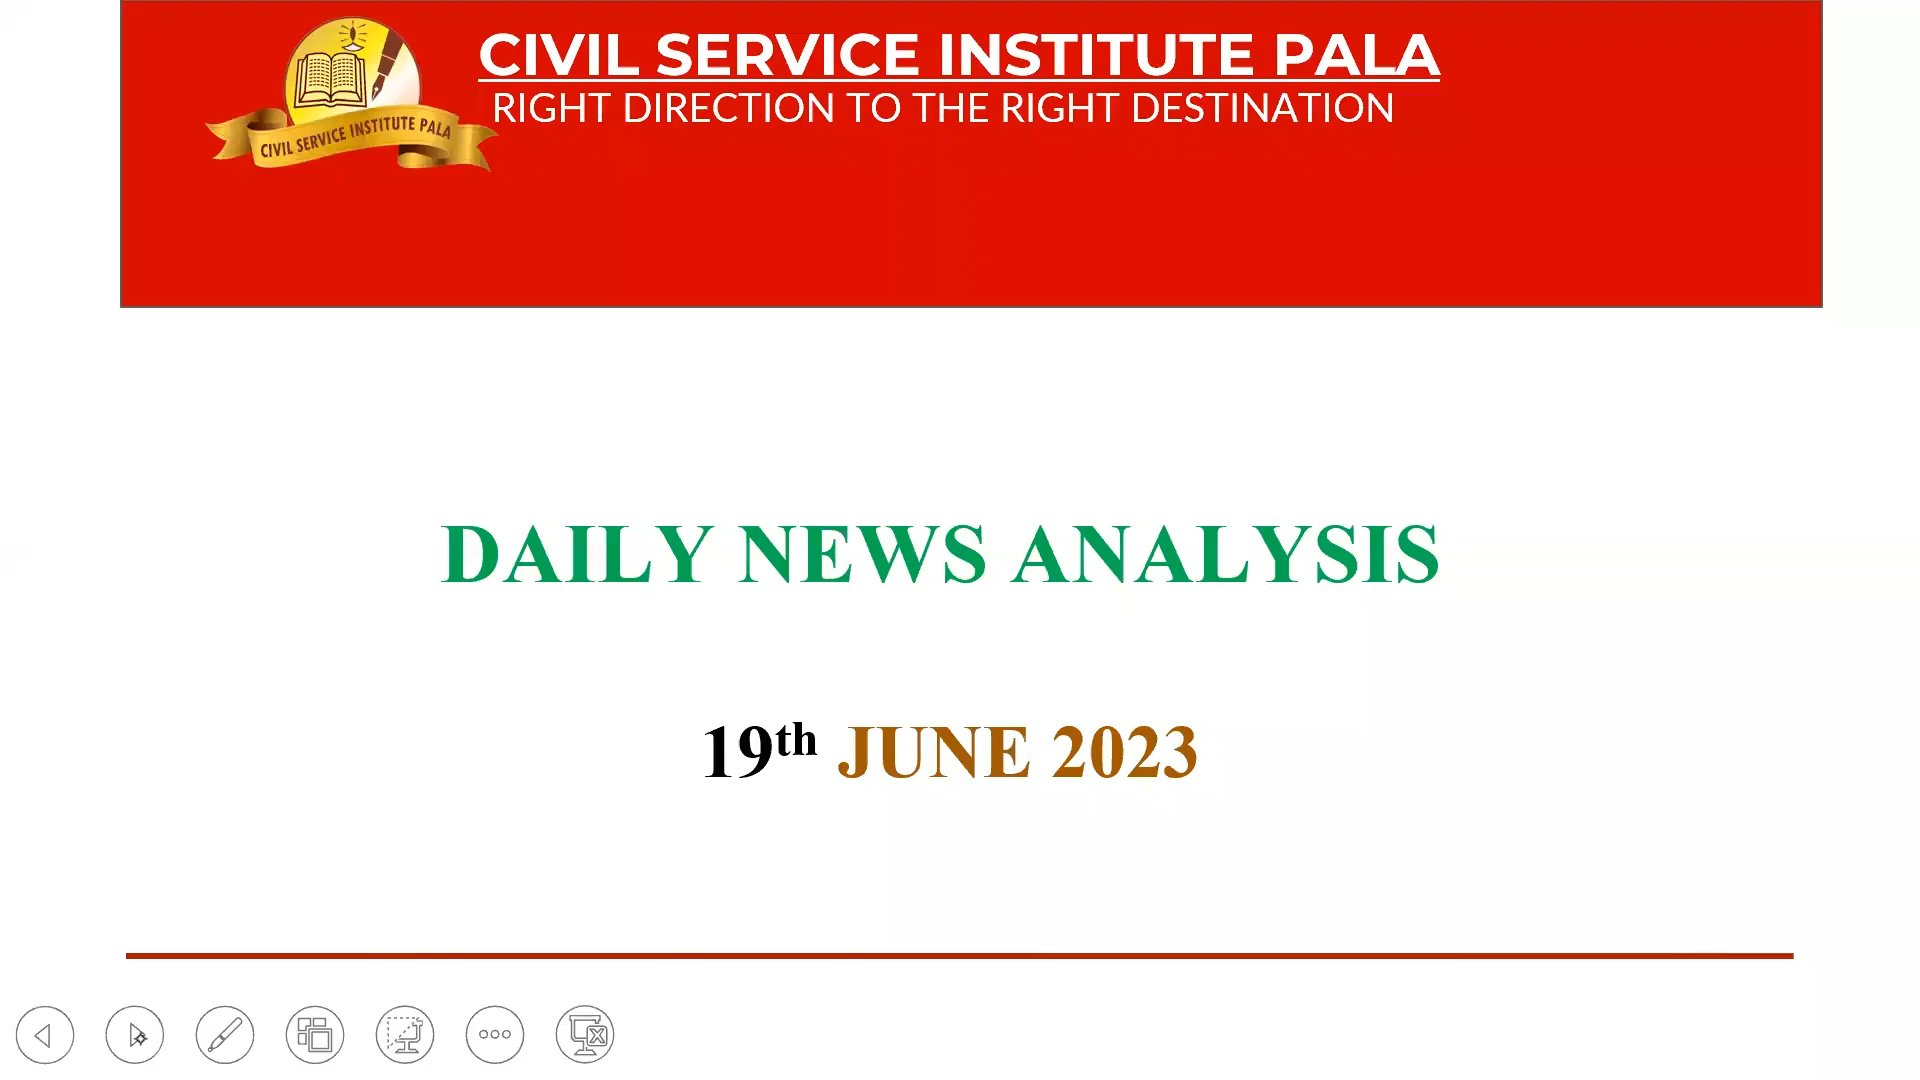 CIVIL SERVICE INSTITUTE PALA
RIGHT DIRECTION TO THE RIGHT DESTINATION
CIVIL SERVICE INSTITUTE PALA
DAILY NEWS ANALYSIS
19th JUNE 2023